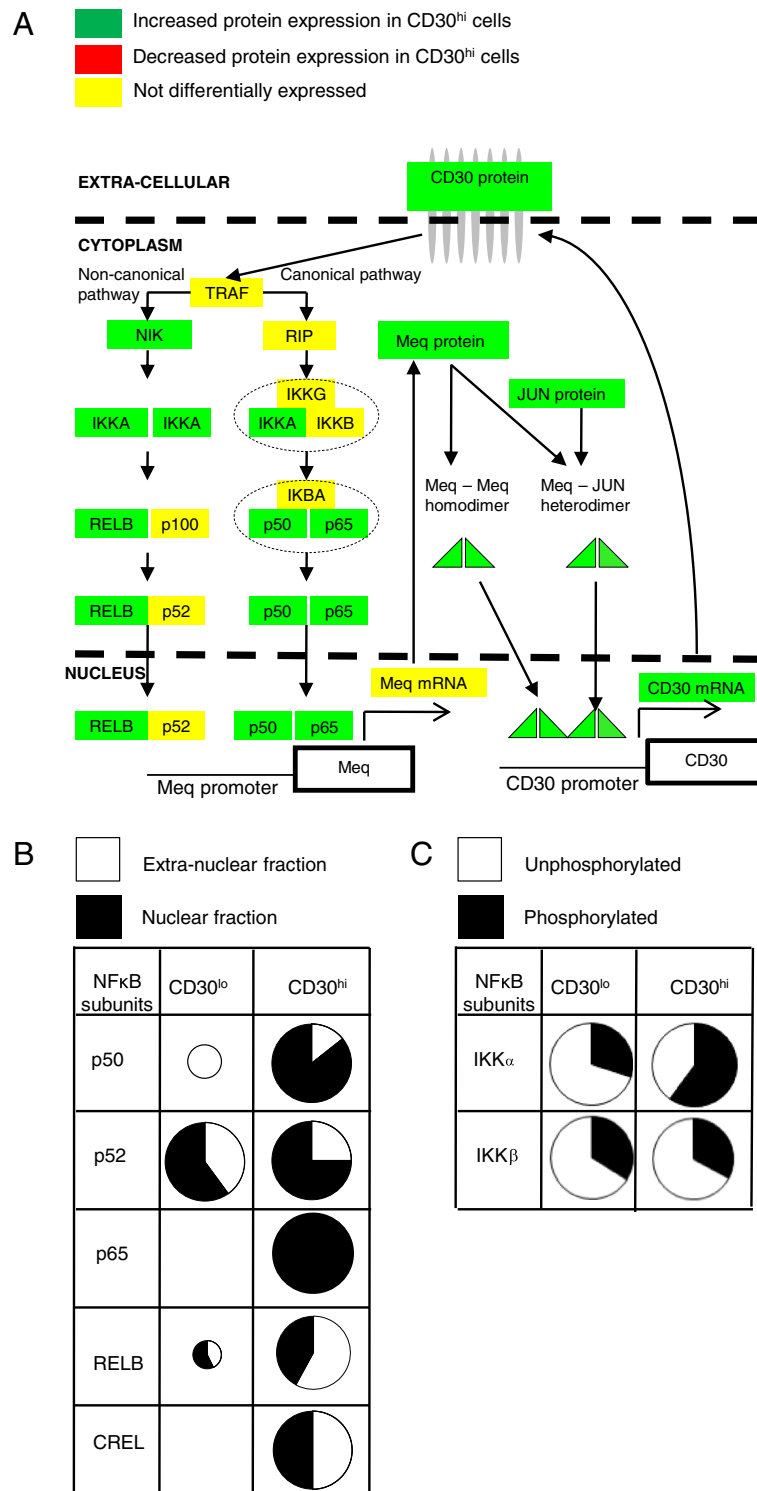 A
Increased protein expression in CD30hi cells
Decreased protein expression in CD30hi cells
Not differentially expressed
EXTRA-CELLULAR
CD30 protein
CYTOPLASM
Non-canonical pathway
Canonical pathway
TRAF
NIK
RIP
Meq protein
IKKG
JUN protein
IKKA
IKKA
IKKA
IKKB
IKBA
Meq – Meq homodimer
Meq – JUN heterodimer
RELB
p100
p50
p65
RELB
p52
p50
p65
NUCLEUS
Meq mRNA
CD30 mRNA
RELB
p52
p50
p65
Meq
CD30
Meq promoter
CD30 promoter
B
Extra-nuclear fraction
Nuclear fraction
NFκB subunits
CD30lo
CD30hi
p50
p52
p65
RELB
CREL
C
Unphosphorylated
Phosphorylated
NFκB subunits
CD30lo
CD30hi
IKKα
IKKβ